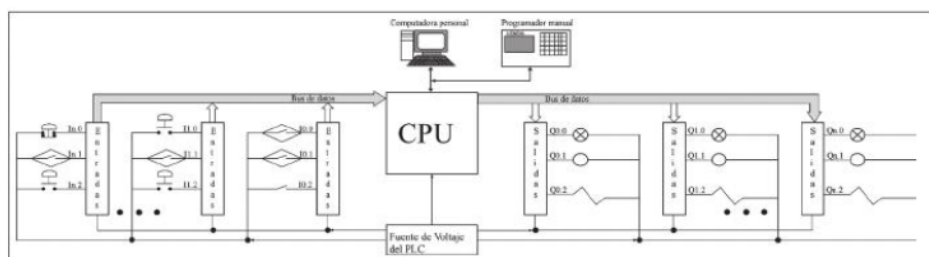 Computadora personal
Programador manual
Bus de datos
Bus de datos
CPU
In.0
In.1
In.2
Entradas
I1.0
I1.1
I1.2
Entradas
I0.0
I0.1
I0.2
Entradas
Salidas
Q0.0
Q0.1
Q0.2
Salidas
Q1.0
Q1.1
Q1.2
Salidas
Qn.0
Qn.1
Qn.2
Fuente de Voltaje
del PLC